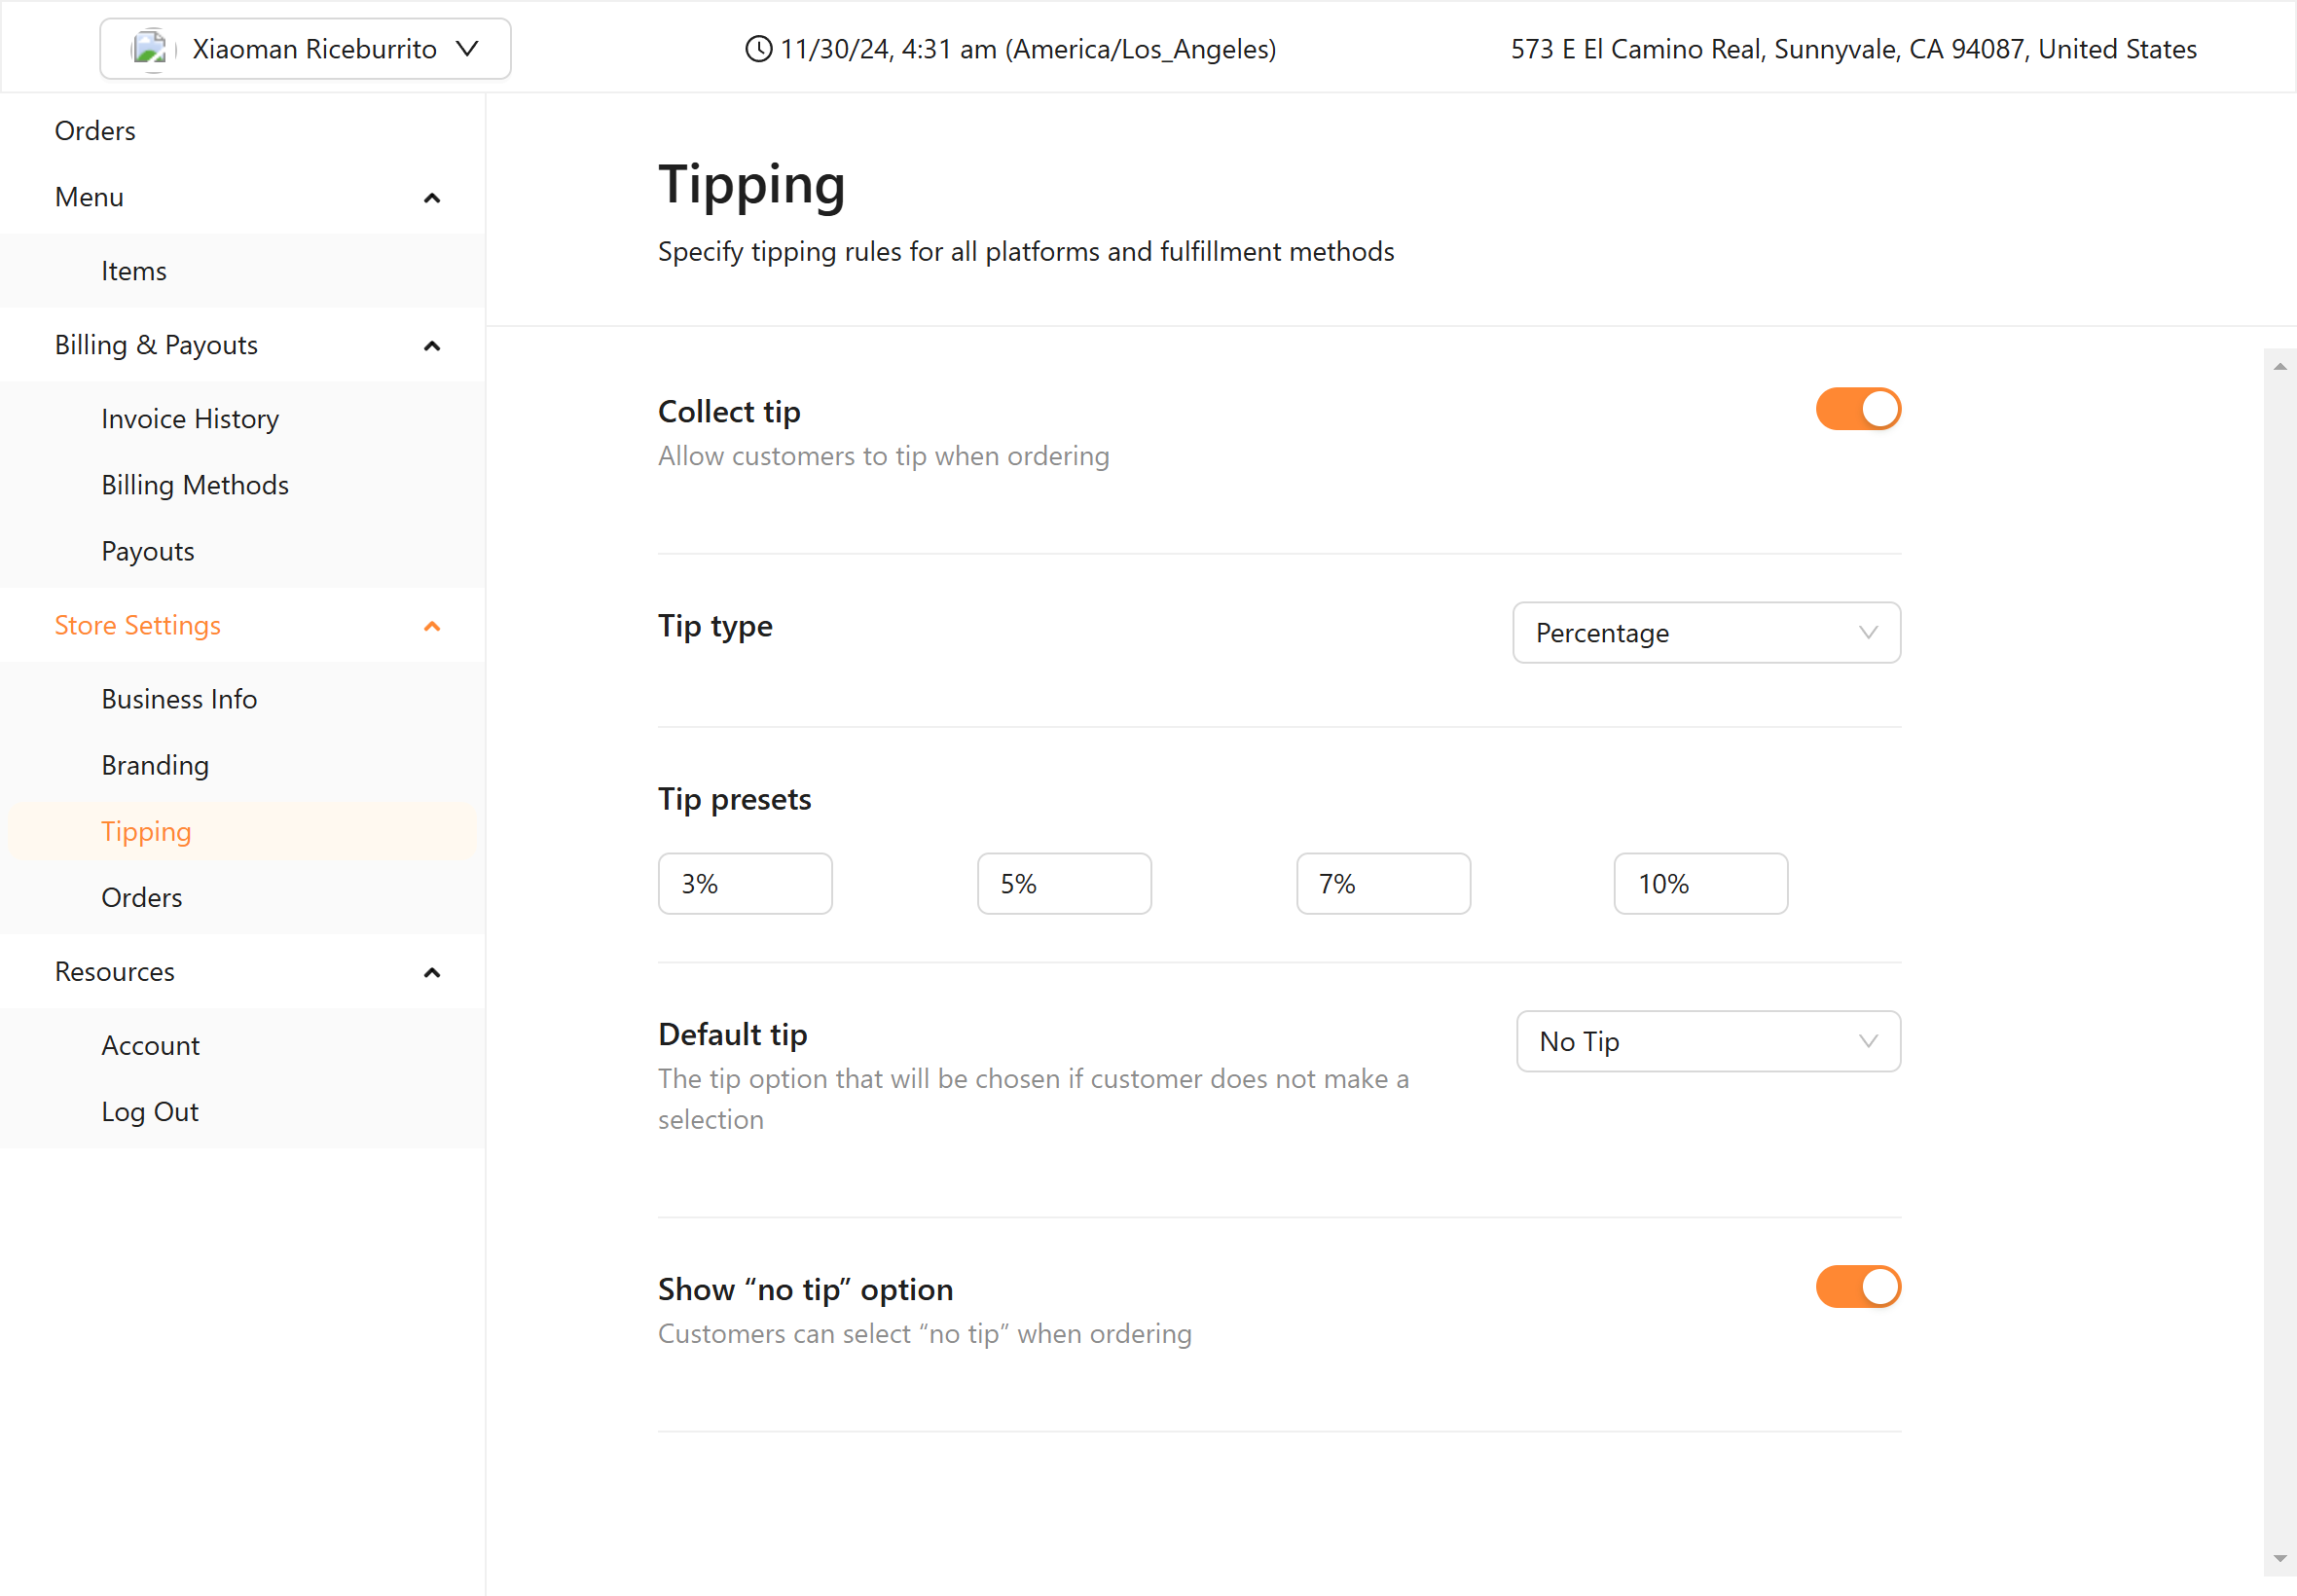 Xiaoman Riceburrito
11/30/24, 4:31 am (America/Los_Angeles)
573 E El Camino Real, Sunnyvale, CA 94087, United States
Orders
Menu
Items
Billing & Payouts
Invoice History
Billing Methods
Payouts
Store Settings
Business Info
Branding
Tipping
Orders
Resources
Account
Log Out
Tipping
Specify tipping rules for all platforms and fulfillment methods
Collect tip
Allow customers to tip when ordering
Tip type
Percentage
Tip presets
3%
5%
7%
10%
Default tip
No Tip
The tip option that will be chosen if customer does not make a
selection
Show “no tip” option
Customers can select “no tip” when ordering